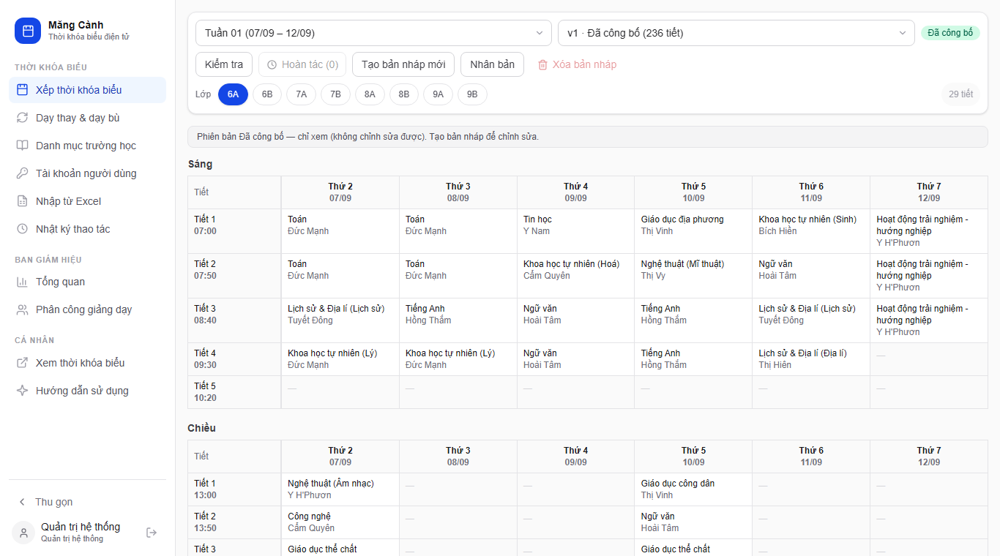 Măng Cành
Thời khóa biểu điện tử
THỜI KHÓA BIỂU
Xếp thời khóa biểu
Dạy thay & dạy bù
Danh mục trường học
Tài khoản người dùng
Nhập từ Excel
Nhật ký thao tác
BAN GIÁM HIỆU
Tổng quan
Phân công giảng dạy
CÁ NHÂN
Xem thời khóa biểu
Hướng dẫn sử dụng
Thu gọn
Quản trị hệ thống
Quản trị hệ thống
Tuần 01 (07/09 – 12/09)
v1 · Đã công bố (236 tiết)
Đã công bố
Kiểm tra
Hoàn tác (0)
Tạo bản nháp mới
Nhân bản
Xóa bản nháp
Lớp 6A 6B 7A 7B 8A 8B 9A 9B 29 tiết
Phiên bản Đã công bố — chỉ xem (không chỉnh sửa được). Tạo bản nháp để chỉnh sửa.
Sáng
Tiết
Thứ 2 Thứ 3 Thứ 4 Thứ 5 Thứ 6 Thứ 7
07/09 08/09 09/09 10/09 11/09 12/09
Tiết 1 Toán Toán Tin học Giáo dục địa phương Khoa học tự nhiên (Sinh) Hoạt động trải nghiệm -
07:00 Đức Mạnh Đức Mạnh Y Nam Thị Vinh Bích Hiền hướng nghiệp
Y H'Phươn
Tiết 2 Toán Toán Khoa học tự nhiên (Hoá) Nghệ thuật (Mĩ thuật) Ngữ văn Hoạt động trải nghiệm -
07:50 Đức Mạnh Đức Mạnh Cẩm Quyên Thị Vy Hoài Tâm hướng nghiệp
Y H'Phươn
Tiết 3 Lịch sử & Địa lí (Lịch sử) Tiếng Anh Ngữ văn Tiếng Anh Lịch sử & Địa lí (Lịch sử) Hoạt động trải nghiệm -
08:40 Tuyết Đông Hồng Thắm Hoài Tâm Hồng Thắm Tuyết Đông hướng nghiệp
Y H'Phươn
Tiết 4 Khoa học tự nhiên (Lý) Khoa học tự nhiên (Lý) Ngữ văn Tiếng Anh Lịch sử & Địa lí (Địa lí) —
09:30 Đức Mạnh Đức Mạnh Hoài Tâm Hồng Thắm Thị Hiên
Tiết 5 — — — — — —
10:20
Chiều
Tiết
Thứ 2 Thứ 3 Thứ 4 Thứ 5 Thứ 6 Thứ 7
07/09 08/09 09/09 10/09 11/09 12/09
Tiết 1 Nghệ thuật (Âm nhạc) — — Giáo dục công dân — —
13:00 Y H'Phươn Thị Vinh
Tiết 2 Công nghệ — — Ngữ văn — —
13:50 Cẩm Quyên Hoài Tâm
Tiết 3 Giáo dục thể chất — — Giáo dục thể chất — —